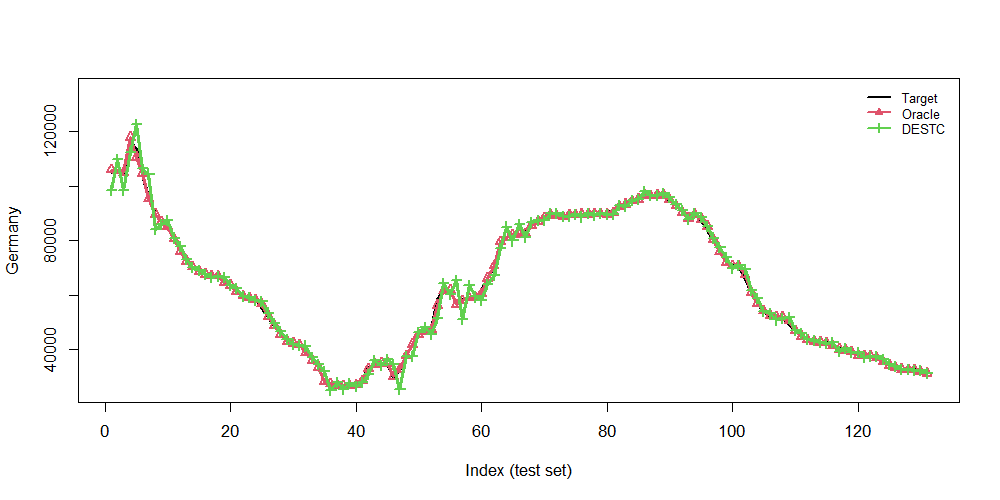 Germany
120000
80000
40000
Target
Oracle
DESTC
0 20 40 60 80 100 120
Index (test set)